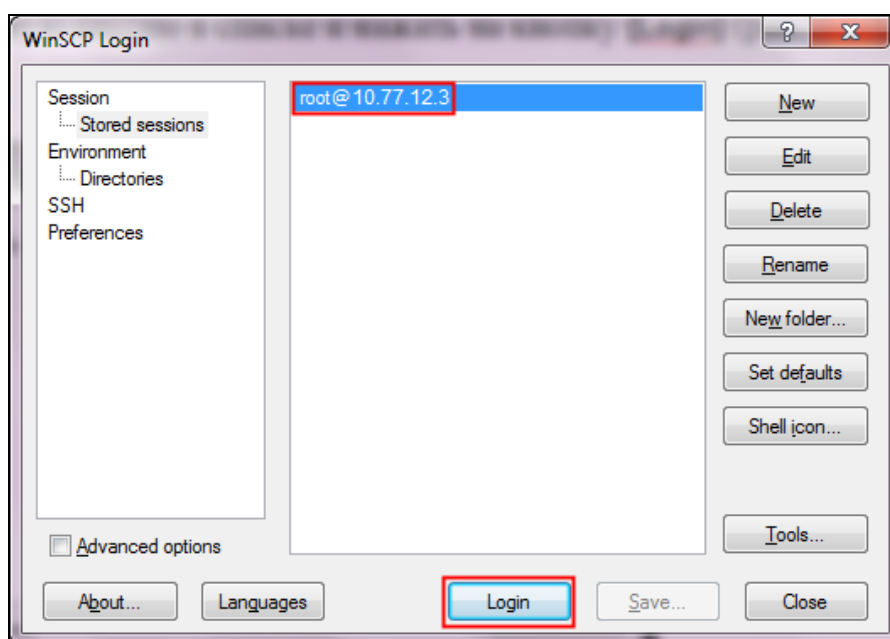 WinSCP Login
Session
Stored sessions
Environment
Directories
SSH
Preferences
Advanced options
root@10.77.12.3
New
Edit
Delete
Rename
New folder...
Set defaults
Shell icon...
Tools...
About...
Languages
Login
Save...
Close